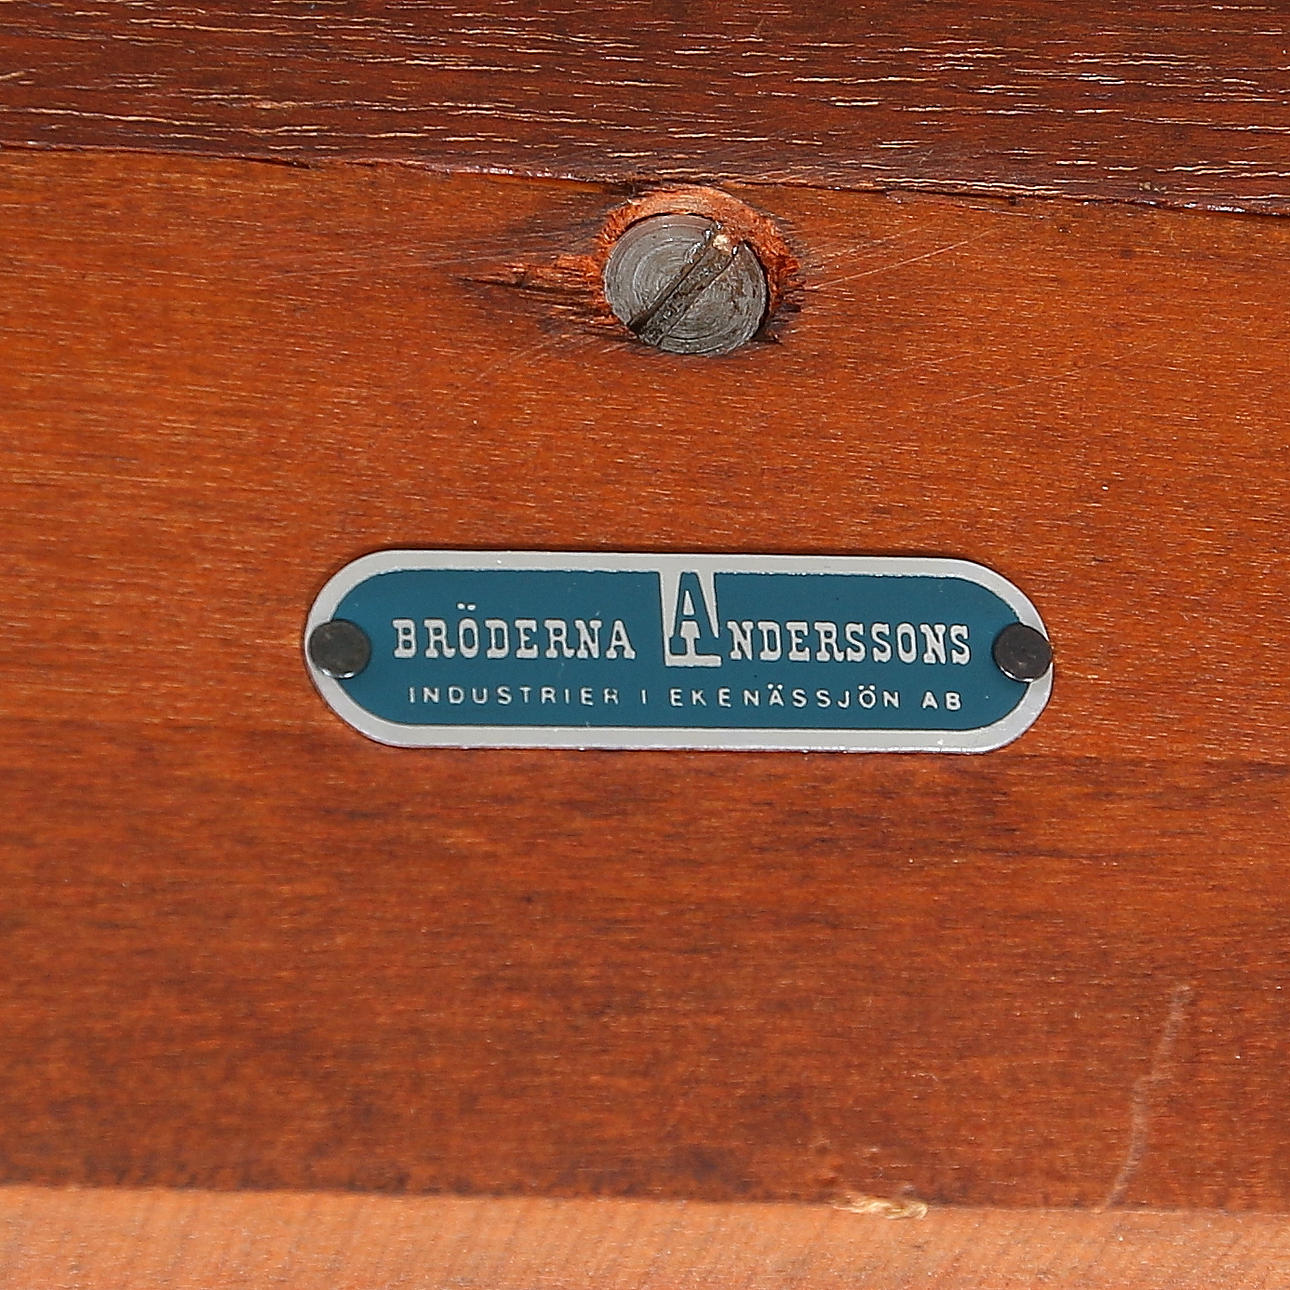 BRÖDERNA ANDERSSONS
INDUSTRIER I EKENÄSSJÖN AB